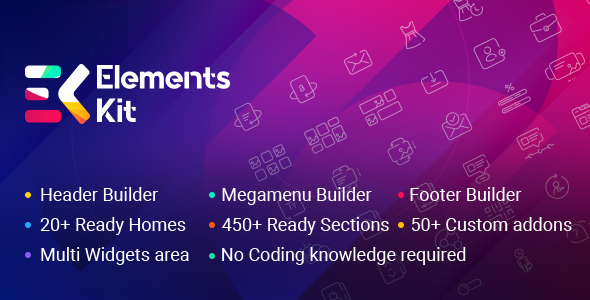 Elements
Kit
Header Builder
Megamenu Builder
Footer Builder
20+ Ready Homes
450+ Ready Sections
50+ Custom addons
Multi Widgets area
No Coding knowledge required
%